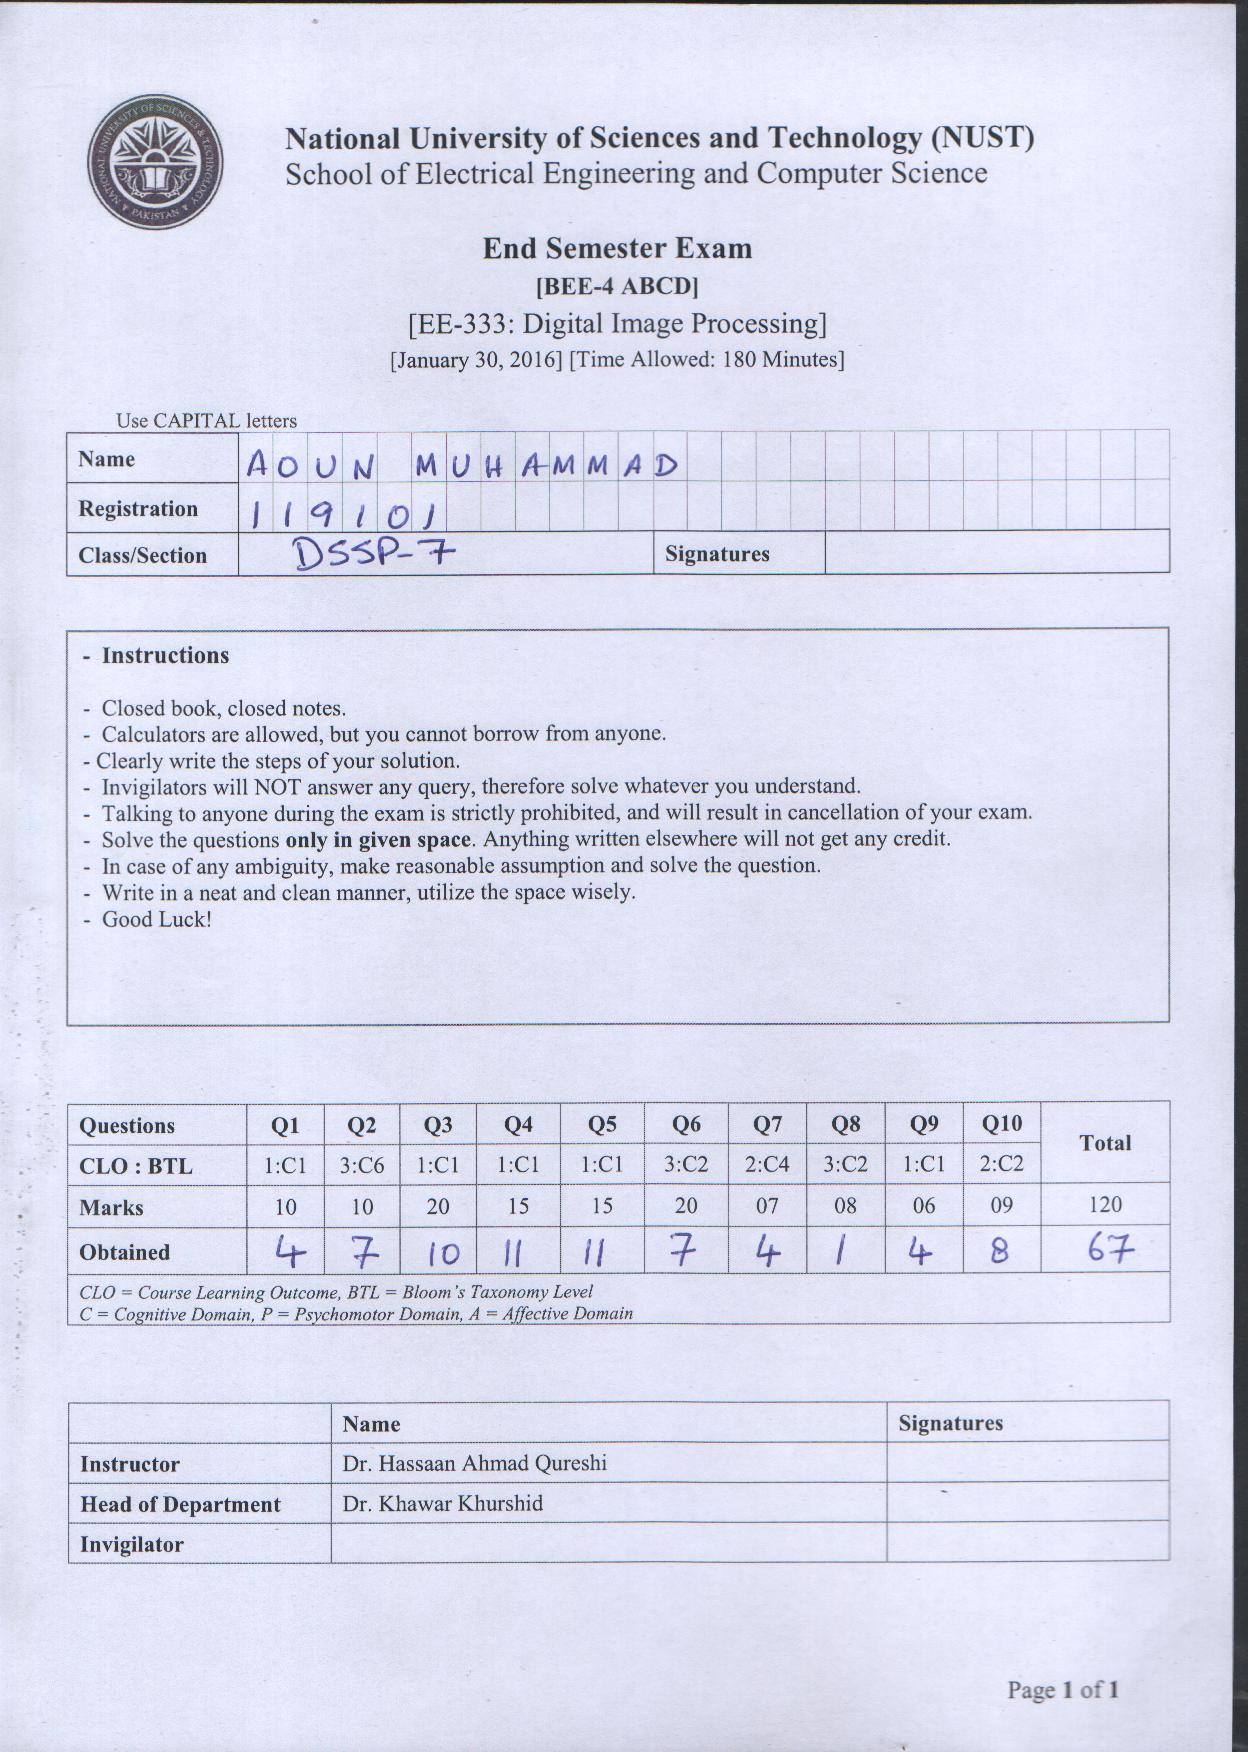 NATIONAL UNIVERSITY OF SCIENCES & TECHNOLOGY
PAKISTAN
National University of Sciences and Technology (NUST)
School of Electrical Engineering and Computer Science
End Semester Exam
[BEE-4 ABCD]
[EE-333: Digital Image Processing]
[January 30, 2016] [Time Allowed: 180 Minutes]
Use CAPITAL letters
Name AOUN MUHAMMAD
Registration 119101
Class/Section DSSP-7 Signatures
- Instructions
- Closed book, closed notes.
- Calculators are allowed, but you cannot borrow from anyone.
- Clearly write the steps of your solution.
- Invigilators will NOT answer any query, therefore solve whatever you understand.
- Talking to anyone during the exam is strictly prohibited, and will result in cancellation of your exam.
- Solve the questions only in given space. Anything written elsewhere will not get any credit.
- In case of any ambiguity, make reasonable assumption and solve the question.
- Write in a neat and clean manner, utilize the space wisely.
- Good Luck!
Questions Q1 Q2 Q3 Q4 Q5 Q6 Q7 Q8 Q9 Q10 Total
CLO : BTL 1:C1 3:C6 1:C1 1:C1 1:C1 3:C2 2:C4 3:C2 1:C1 2:C2
Marks 10 10 20 15 15 20 07 08 06 09 120
Obtained 4 7 10 11 11 7 4 1 4 8 67
CLO = Course Learning Outcome, BTL = Bloom's Taxonomy Level
C = Cognitive Domain, P = Psychomotor Domain, A = Affective Domain
Name Signatures
Instructor Dr. Hassaan Ahmad Qureshi
Head of Department Dr. Khawar Khurshid
Invigilator
Page 1 of 1